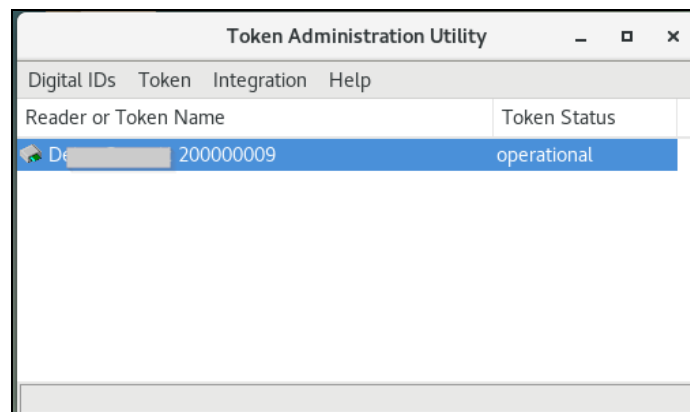 Token Administration Utility
Digital IDs Token Integration Help
Reader or Token Name Token Status
200000009 operational